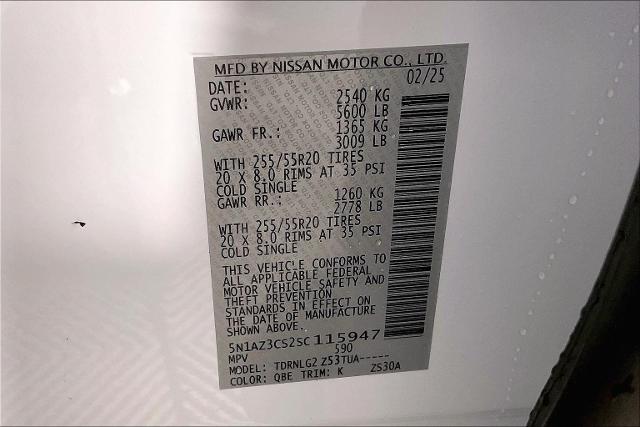 MFD BY NISSAN MOTOR CO., LTD.
DATE: 02/25
GVWR: 2540 KG
5600 LB
GAWR FR.: 1365 KG
3009 LB
WITH 255/55R20 TIRES
20 X 8.0 RIMS AT 35 PSI
COLD SINGLE
GAWR RR.: 1260 KG
2778 LB
WITH 255/55R20 TIRES
20 X 8.0 RIMS AT 35 PSI
COLD SINGLE
THIS VEHICLE CONFORMS TO
ALL APPLICABLE FEDERAL
MOTOR VEHICLE SAFETY AND
THEFT PREVENTION
STANDARDS IN EFFECT ON
THE DATE OF MANUFACTURE
SHOWN ABOVE.
5N1AZ3CS2SC115947
MPV 590
MODEL: TDRNLG2 Z53TUA-----
COLOR: QBE TRIM: K ZS30A